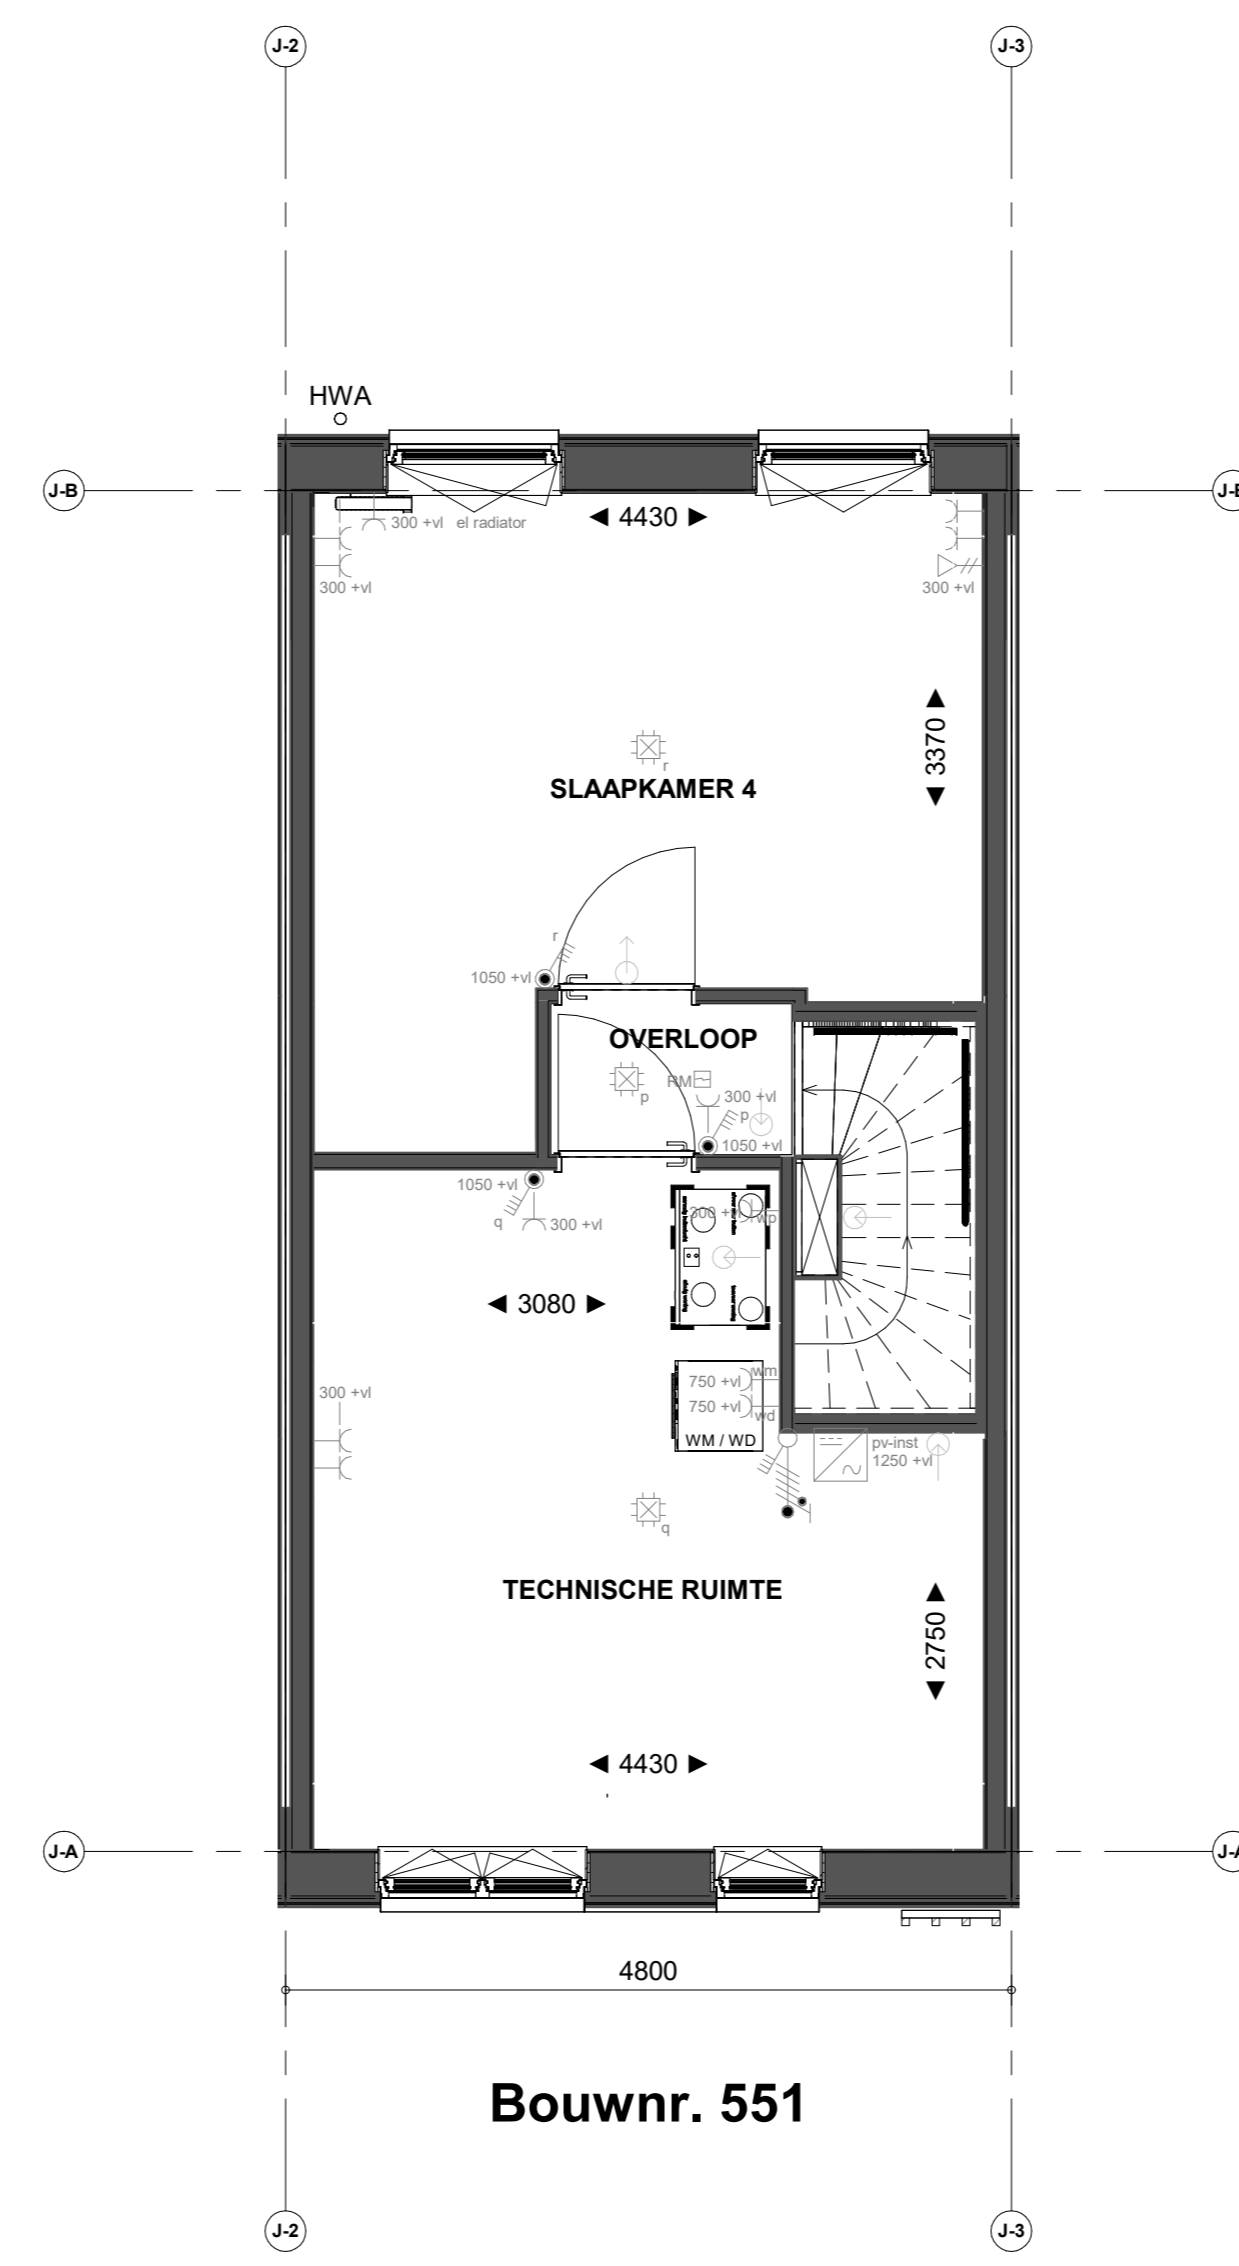 J-2 J-3
HWA
J-B J-B
300 +vl el radiator
4430
300 +vl
300 +vl
3370
r
SLAAPKAMER 4
r
1050 +vl
OVERLOOP
p
RM
300 +vl
p
1050 +vl
1050 +vl
q
300 +vl
300 +vl
wp
3080
300 +vl
750 +vl
wm
750 +vl
wd
WM / WD
pv-inst
1250 +vl
q
TECHNISCHE RUIMTE
2750
4430
J-A J-A
4800
Bouwnr. 551
J-2 J-3